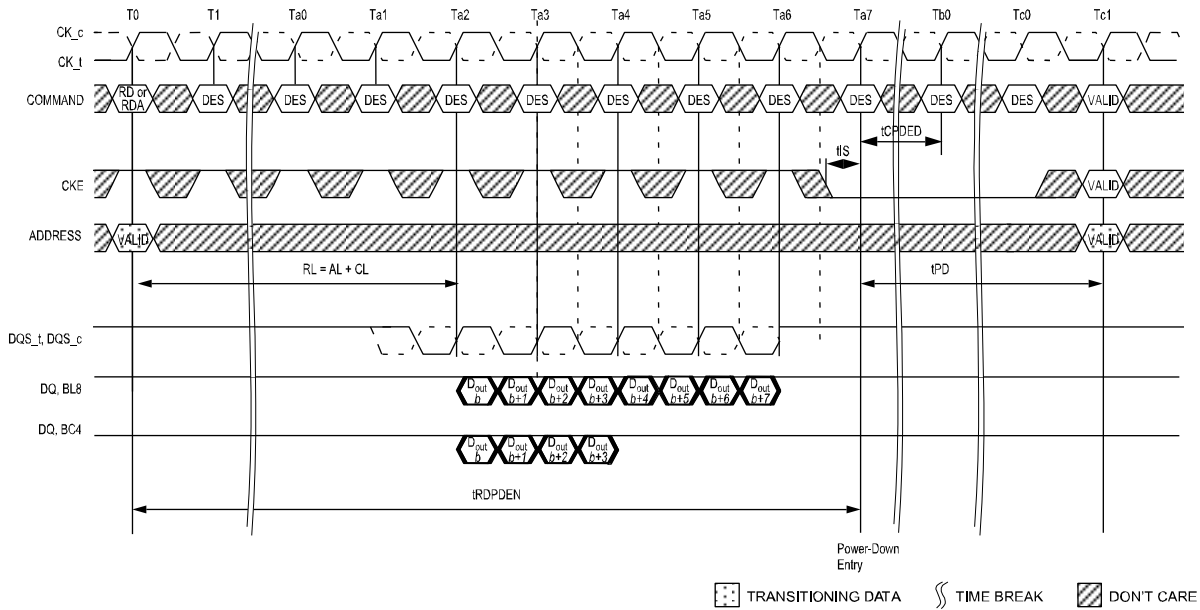 T0 T1 Ta0 Ta1 Ta2 Ta3 Ta4 Ta5 Ta6 Ta7 Tb0 Tc0 Tc1
CK_c
CK_t
COMMAND RD or RDA DES DES DES DES DES DES DES DES DES DES DES VALID
tCPDED
tIS
CKE VALID
ADDRESS VALID VALID
RL = AL + CL tPD
DQS_t, DQS_c
DQ, BL8 Dout b Dout b+1 Dout b+2 Dout b+3 Dout b+4 Dout b+5 Dout b+6 Dout b+7
DQ, BC4 Dout b Dout b+1 Dout b+2 Dout b+3
tRDPDEN
Power-Down
Entry
TRANSITIONING DATA TIME BREAK DON'T CARE